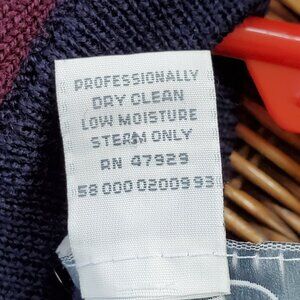 PROFESSIONALLY
DRY CLEAN
LOW MOISTURE
STEAM ONLY
RN 47929
58 000 0200993